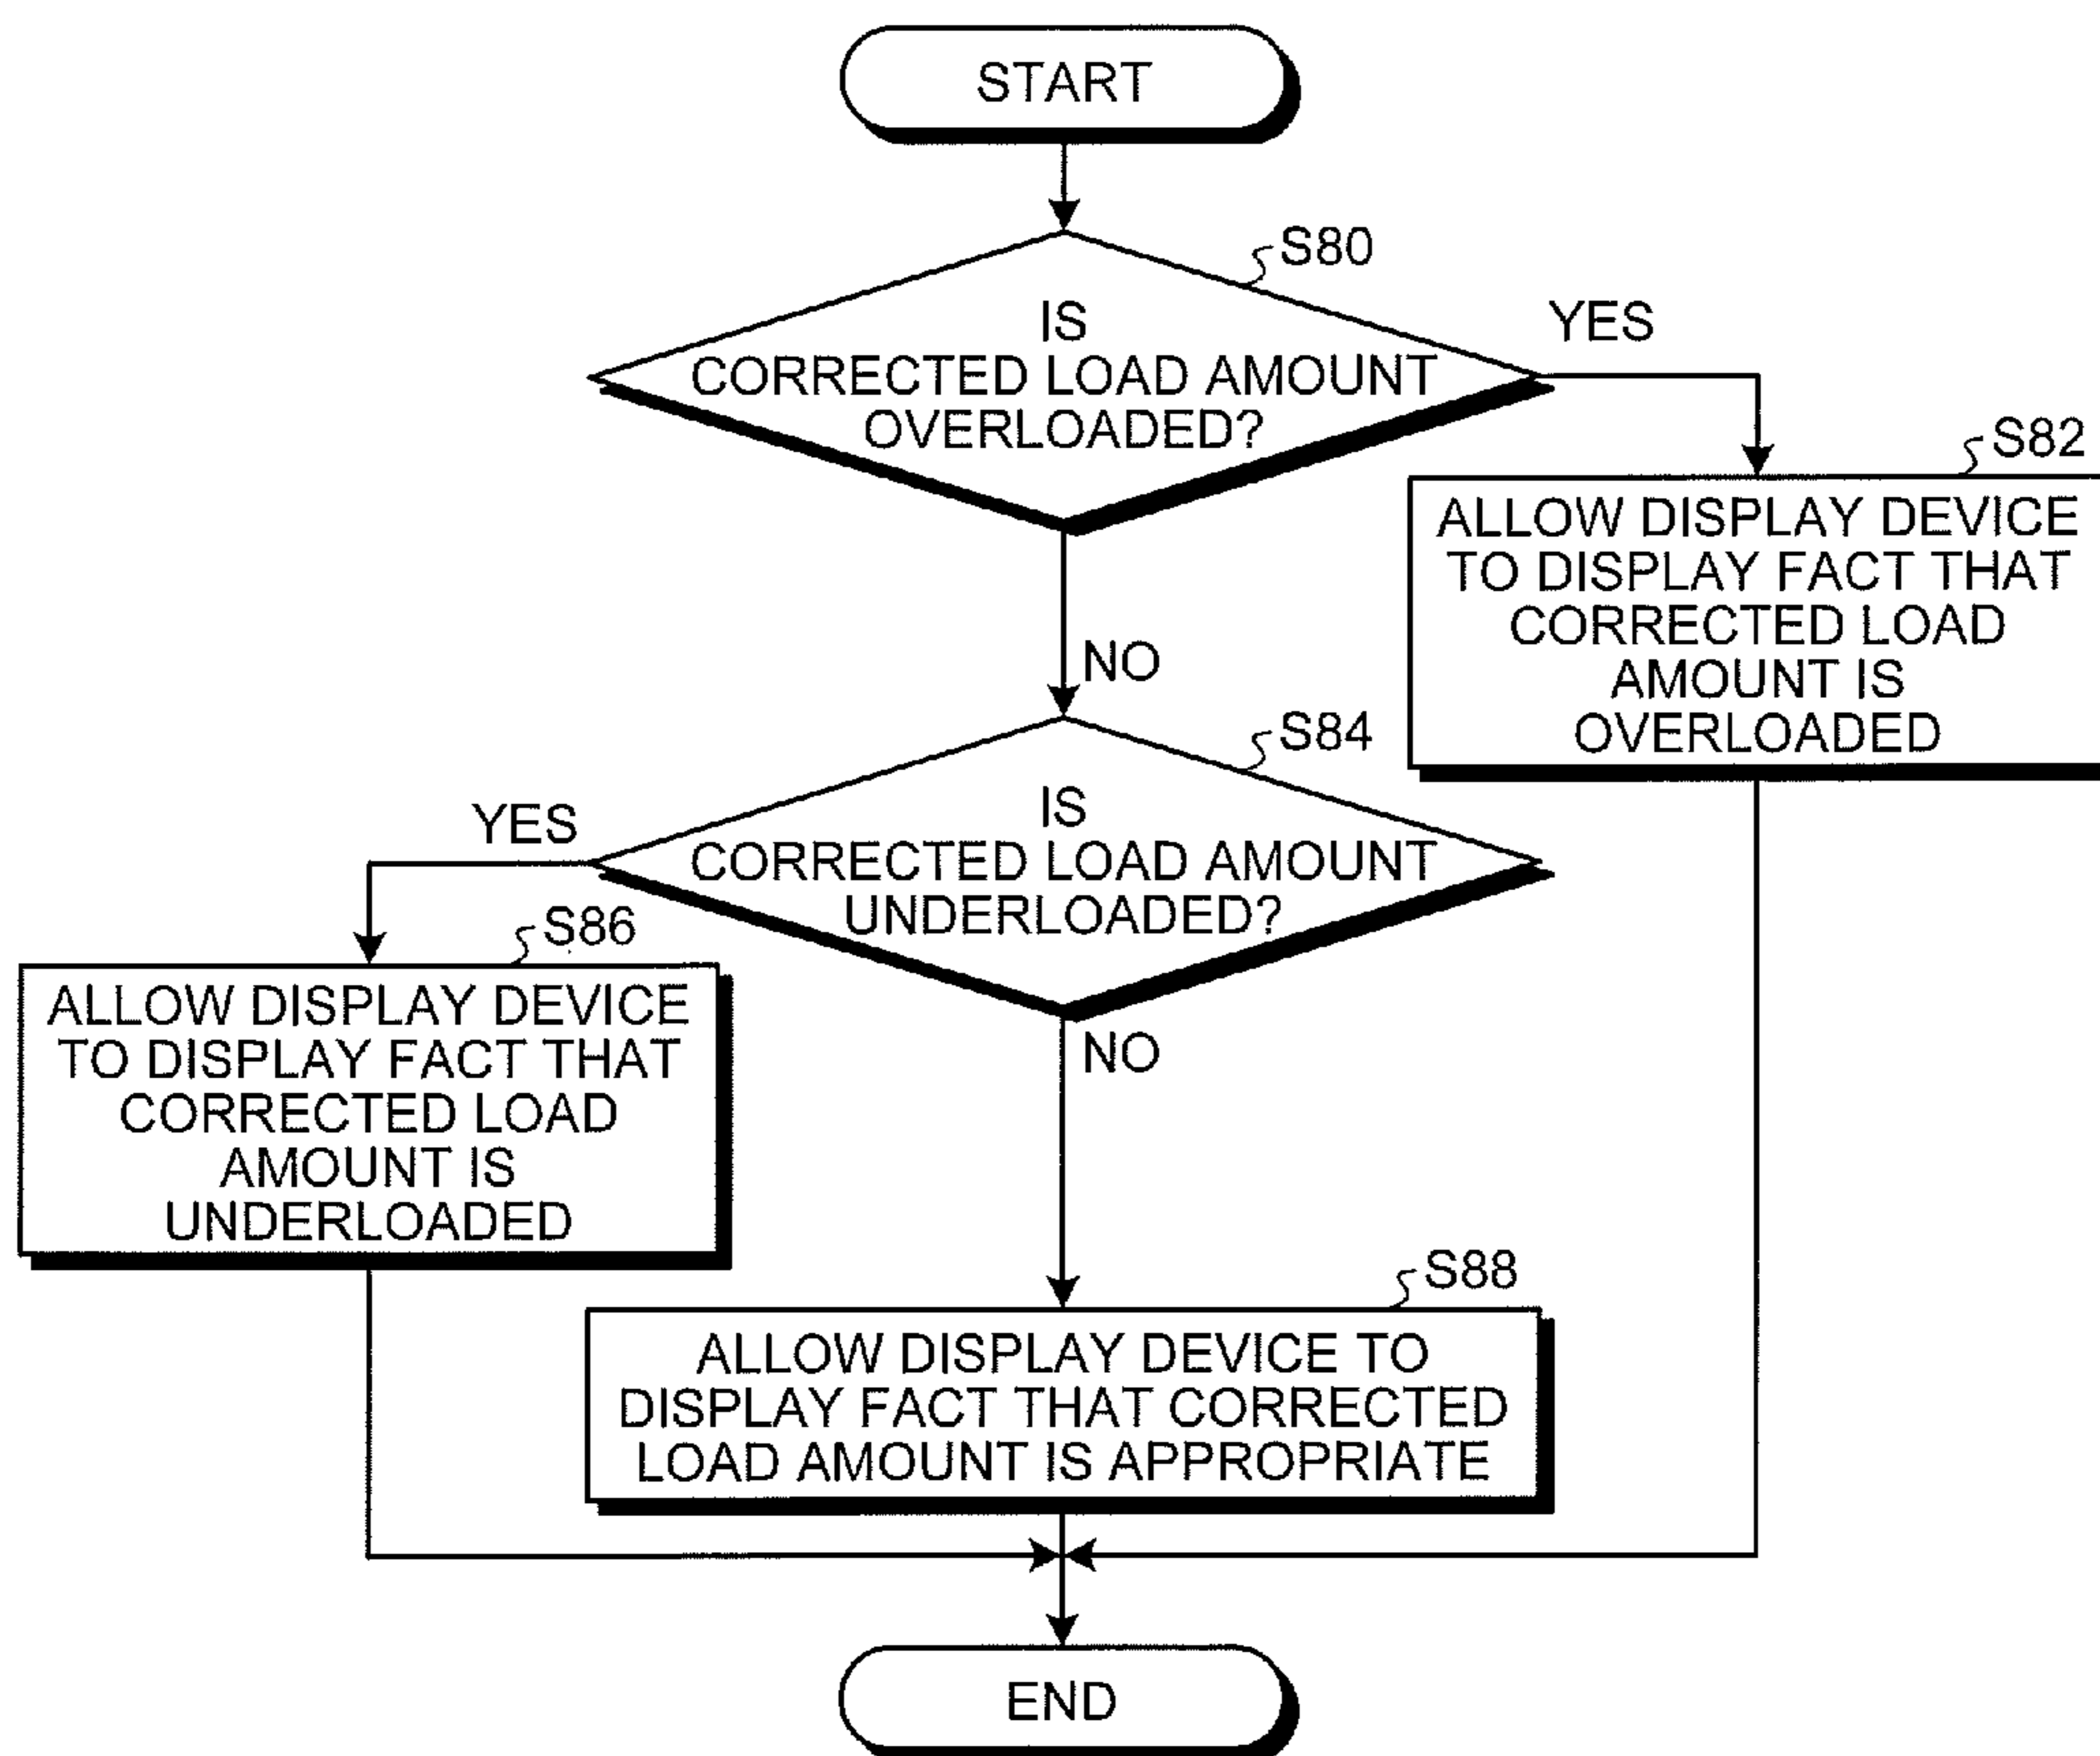 START
S80
IS
CORRECTED LOAD AMOUNT
OVERLOADED?
YES
S82
ALLOW DISPLAY DEVICE
TO DISPLAY FACT THAT
CORRECTED LOAD
AMOUNT IS
OVERLOADED
NO
S84
IS
CORRECTED LOAD AMOUNT
UNDERLOADED?
YES
S86
ALLOW DISPLAY DEVICE
TO DISPLAY FACT THAT
CORRECTED LOAD
AMOUNT IS
UNDERLOADED
NO
S88
ALLOW DISPLAY DEVICE TO
DISPLAY FACT THAT CORRECTED
LOAD AMOUNT IS APPROPRIATE
END